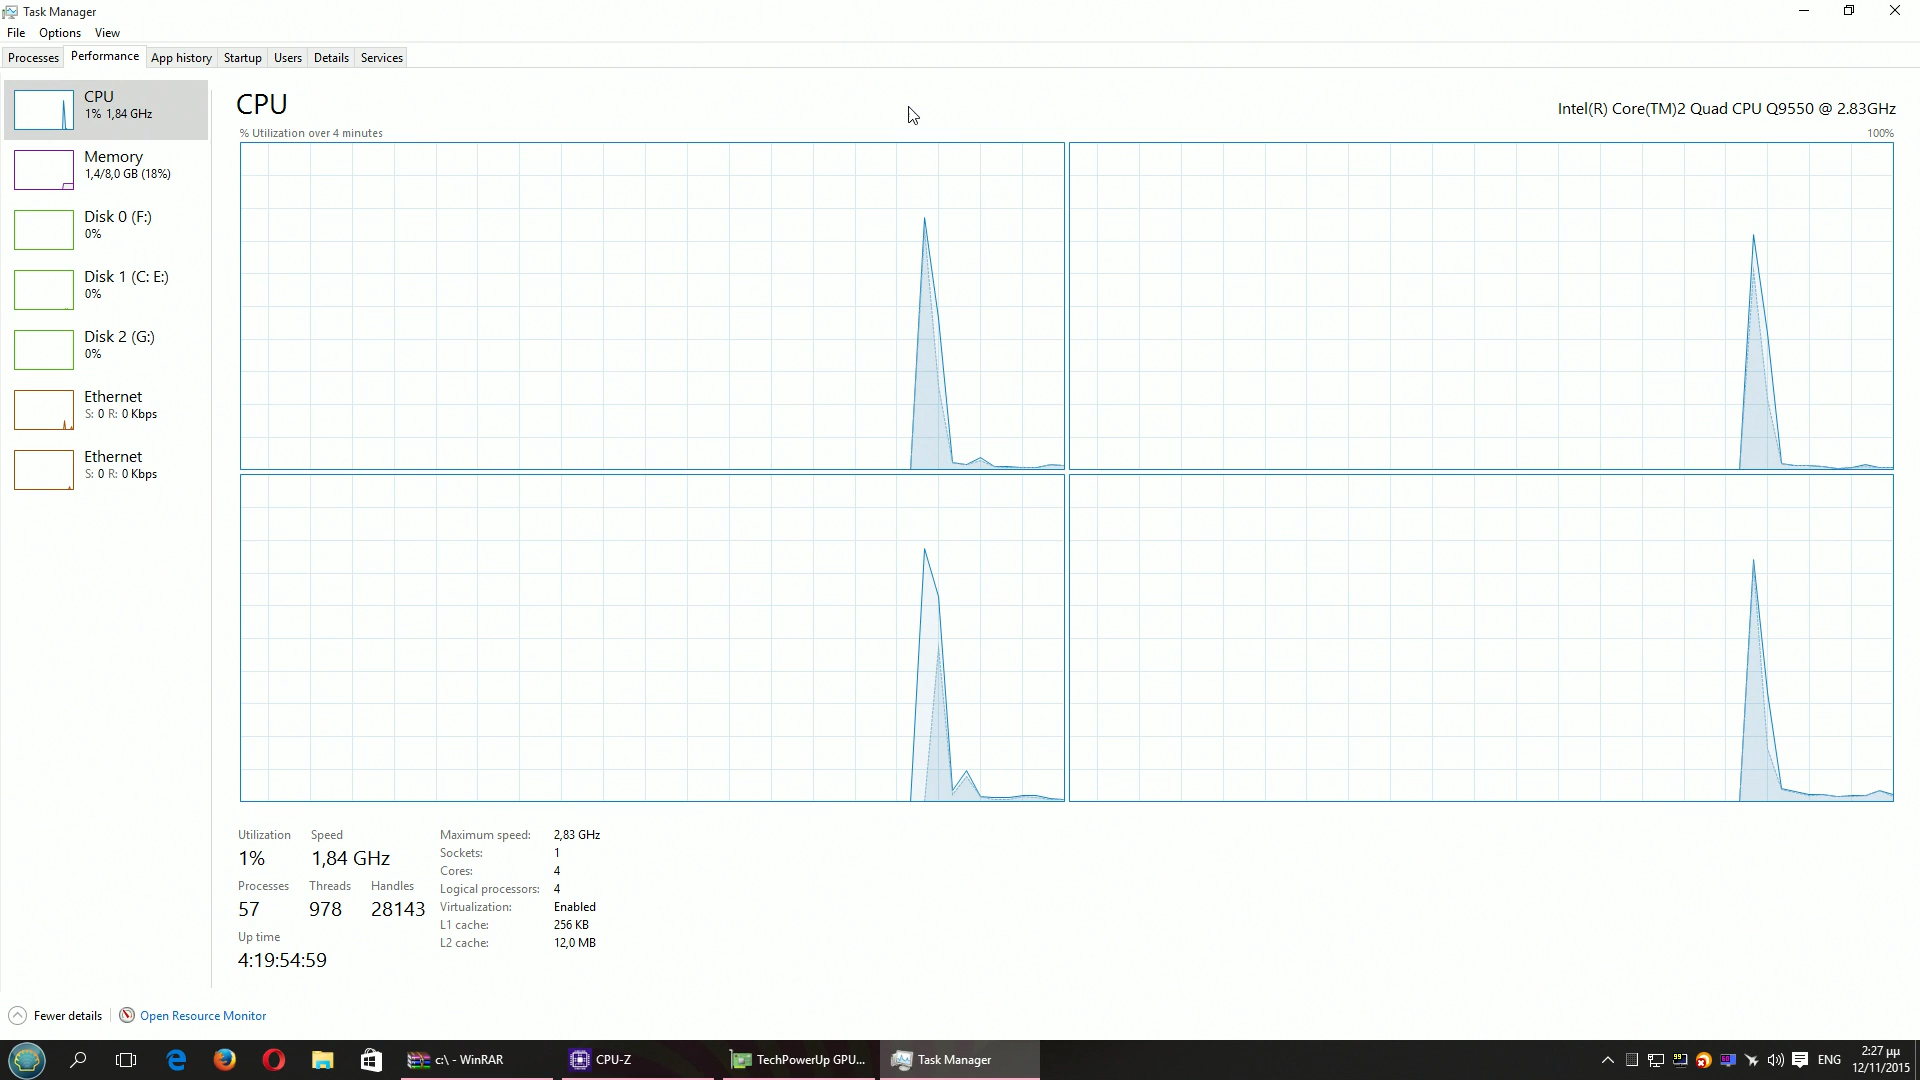 Task Manager
File Options View
Processes Performance App history Startup Users Details Services
CPU
1% 1,84 GHz
Memory
1,4/8,0 GB (18%)
Disk 0 (F:)
0%
Disk 1 (C: E:)
0%
Disk 2 (G:)
0%
Ethernet
S: 0 R: 0 Kbps
Ethernet
S: 0 R: 0 Kbps
CPU
Intel(R) Core(TM)2 Quad CPU Q9550 @ 2.83GHz
% Utilization over 4 minutes
100%
Utilization Speed
1% 1,84 GHz
Processes Threads Handles
57 978 28143
Up time
4:19:54:59
Maximum speed: 2,83 GHz
Sockets: 1
Cores: 4
Logical processors: 4
Virtualization: Enabled
L1 cache: 256 KB
L2 cache: 12,0 MB
Fewer details Open Resource Monitor
c:\ - WinRAR CPU-Z TechPowerUp GPU... Task Manager
ENG
2:27 μμ
12/11/2015